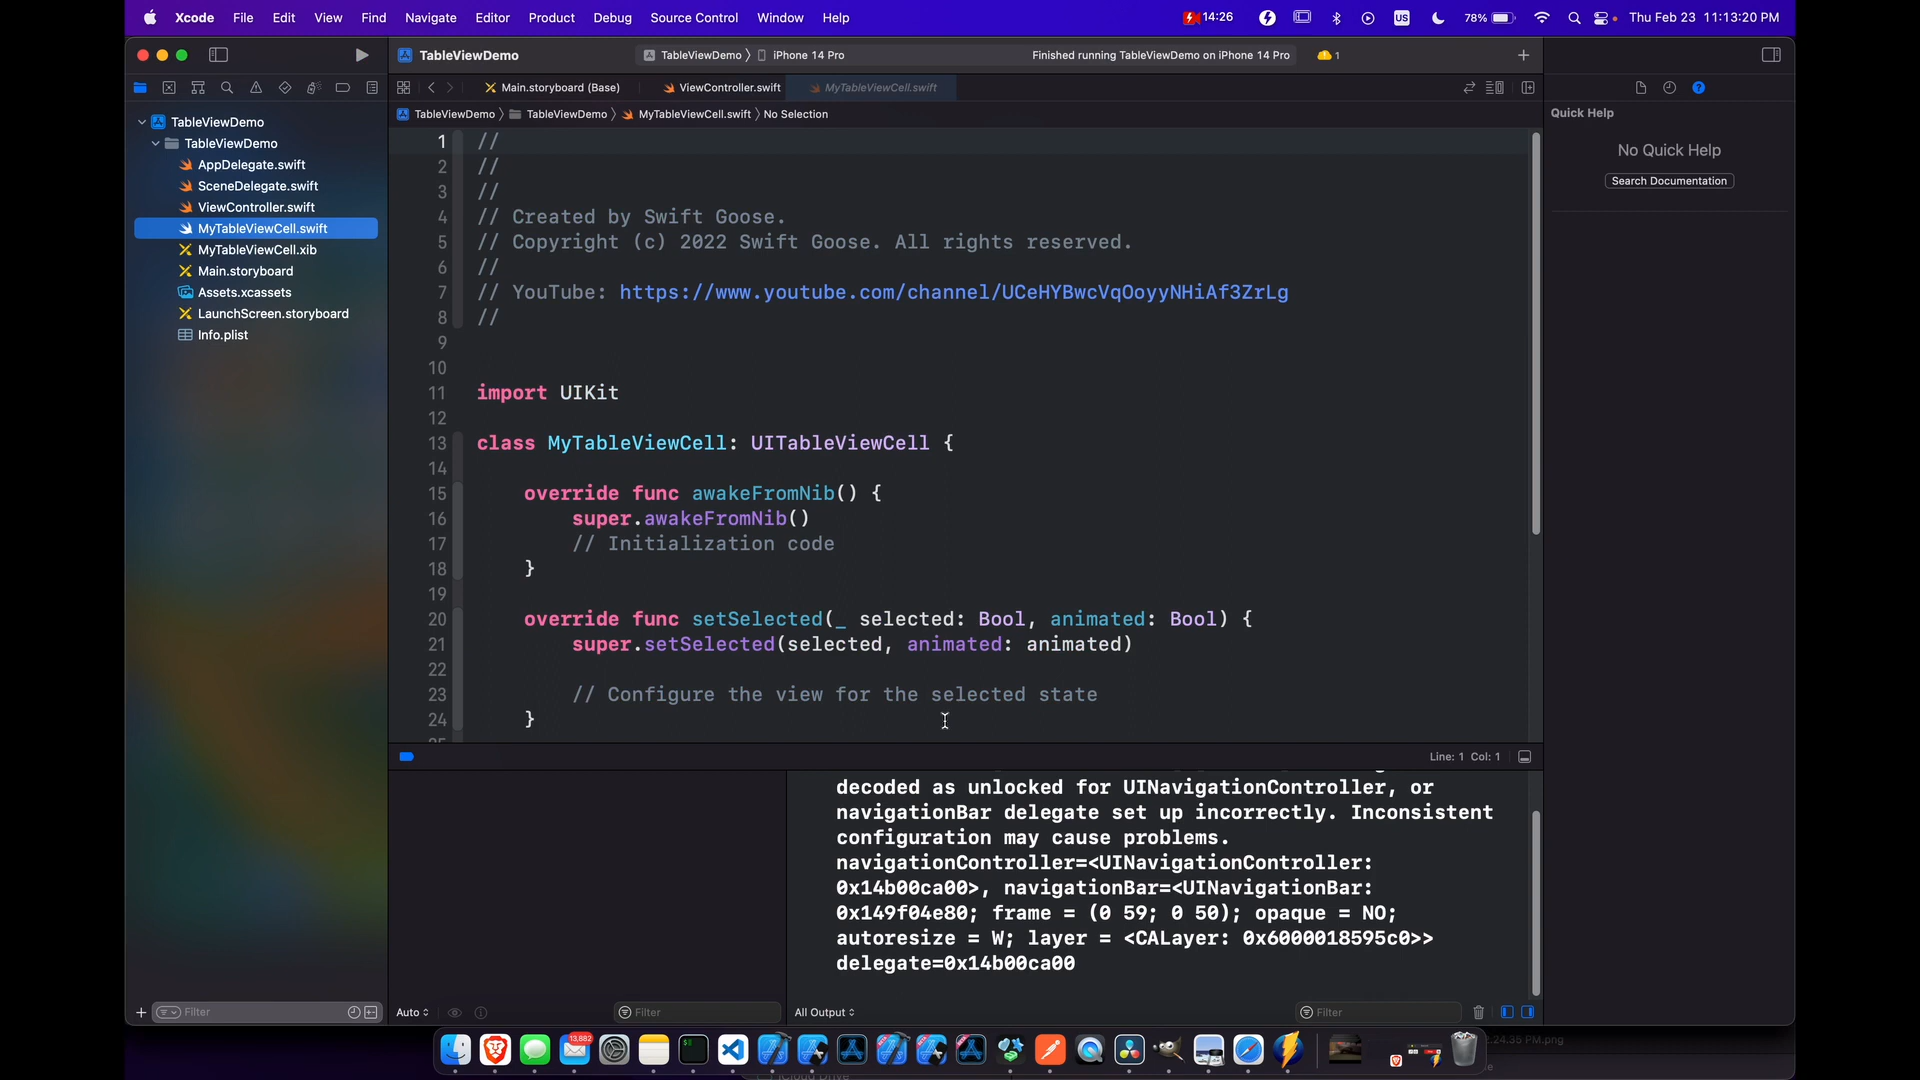 Xcode File Edit View Find Navigate Editor Product Debug Source Control Window Help 14:26 US 78% Thu Feb 23 11:13:20 PM
TableViewDemo TableViewDemo iPhone 14 Pro Finished running TableViewDemo on iPhone 14 Pro 1
Main.storyboard (Base) ViewController.swift MyTableViewCell.swift
TableViewDemo TableViewDemo MyTableViewCell.swift No Selection
TableViewDemo
TableViewDemo
AppDelegate.swift
SceneDelegate.swift
ViewController.swift
MyTableViewCell.swift
MyTableViewCell.xib
Main.storyboard
Assets.xcassets
LaunchScreen.storyboard
Info.plist
Filter
1 //
2 //
3 //
4 // Created by Swift Goose.
5 // Copyright (c) 2022 Swift Goose. All rights reserved.
6 //
7 // YouTube: https://www.youtube.com/channel/UCeHYBwcVqOoyyNHiAf3ZrLg
8 //
9
10
11 import UIKit
12
13 class MyTableViewCell: UITableViewCell {
14
15 override func awakeFromNib() {
16 super.awakeFromNib()
17 // Initialization code
18 }
19
20 override func setSelected(_ selected: Bool, animated: Bool) {
21 super.setSelected(selected, animated: animated)
22
23 // Configure the view for the selected state
24 }
Line: 1 Col: 1
decoded as unlocked for UINavigationController, or
navigationBar delegate set up incorrectly. Inconsistent
configuration may cause problems.
navigationController=<UINavigationController:
0x14b00ca00>, navigationBar=<UINavigationBar:
0x149f04e80; frame = (0 59; 0 50); opaque = NO;
autoresize = W; layer = <CALayer: 0x6000018595c0>>
delegate=0x14b00ca00
Auto Filter All Output Filter
Quick Help
No Quick Help
Search Documentation
13,882
2.24.35 PM.png